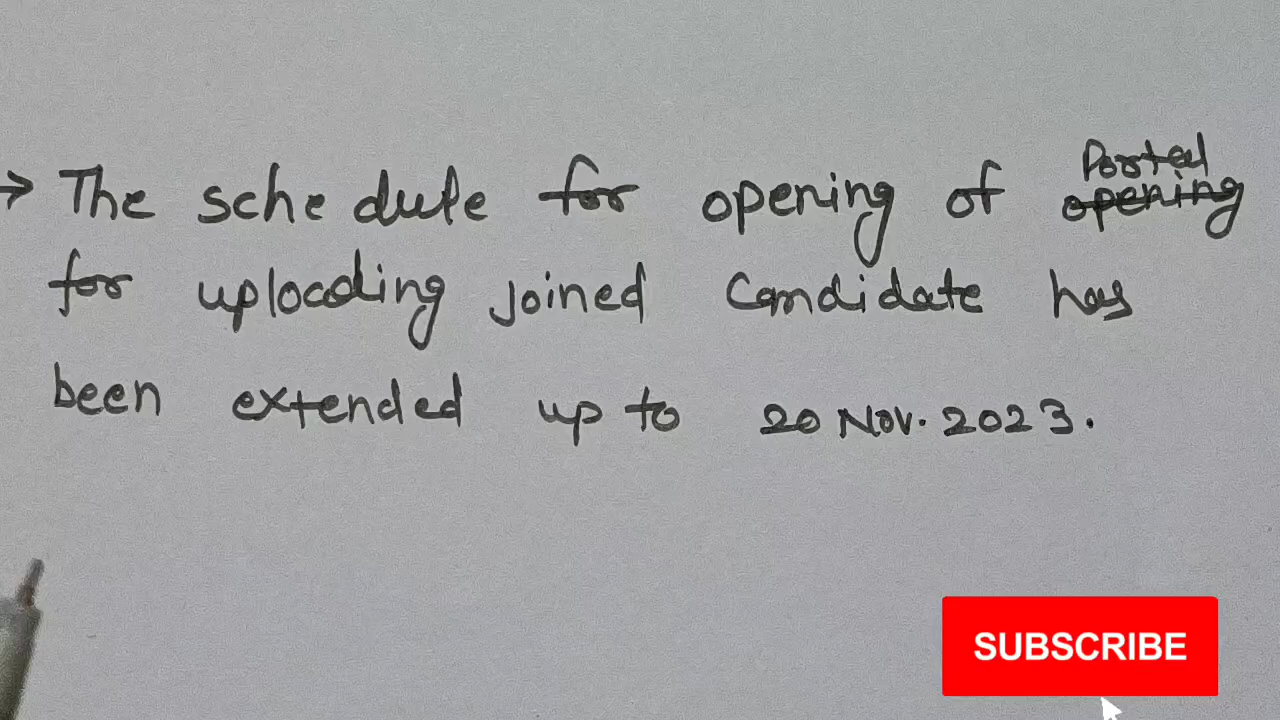 → The schedule for opening of Portal
for uploading joined candidate has
been extended up to 20 Nov. 2023.
SUBSCRIBE